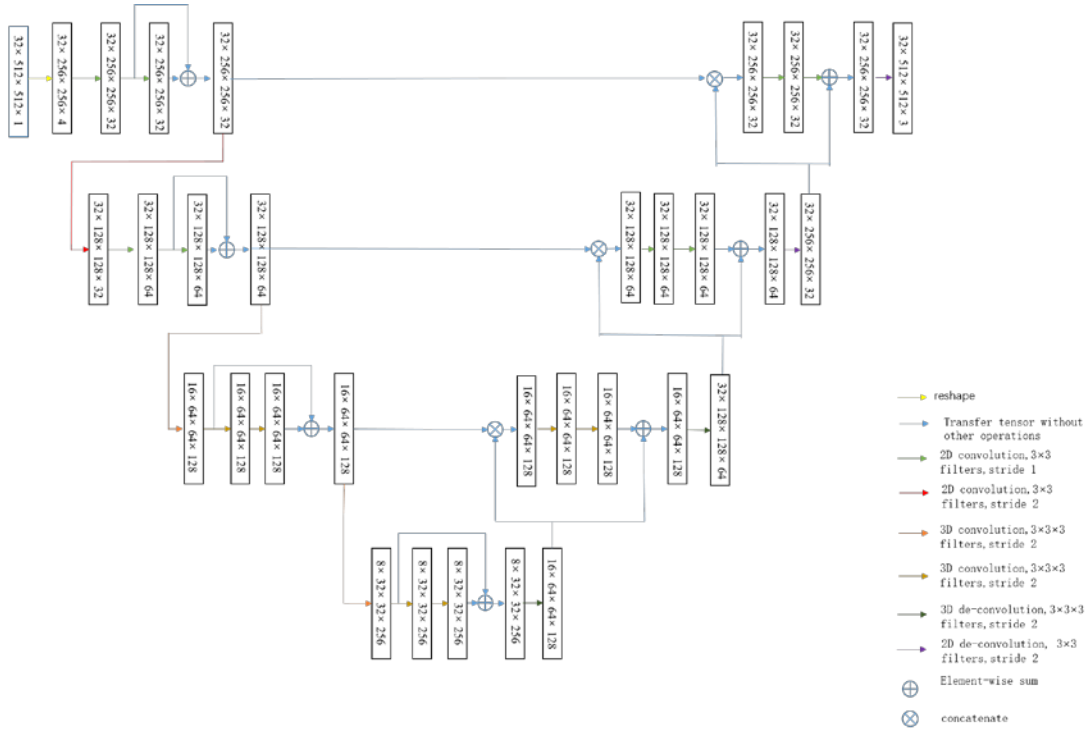 32× 512× 512× 1
32× 256× 256× 4
32× 256× 256× 32
32× 256× 256× 32
32× 256× 256× 32
32× 256× 256× 32
32× 256× 256× 32
32× 256× 256× 32
32× 512× 512× 3
32× 128× 128× 32
32× 128× 128× 64
32× 128× 128× 64
32× 128× 128× 64
32× 128× 128× 64
32× 128× 128× 64
32× 128× 128× 64
32× 128× 128× 64
32× 256× 256× 32
16× 64× 64× 128
16× 64× 64× 128
16× 64× 64× 128
16× 64× 64× 128
16× 64× 64× 128
16× 64× 64× 128
16× 64× 64× 128
16× 64× 64× 128
32× 128× 128× 64
8× 32× 32× 256
8× 32× 32× 256
8× 32× 32× 256
8× 32× 32× 256
16× 64× 64× 128
reshape
Transfer tensor without
other operations
2D convolution,3×3
filters,stride 1
2D convolution,3×3
filters,stride 2
3D convolution,3×3×3
filters,stride 2
3D convolution,3×3×3
filters,stride 2
3D de-convolution,3×3×3
filters,stride 2
2D de-convolution, 3×3
filters,stride 2
Element-wise sum
concatenate